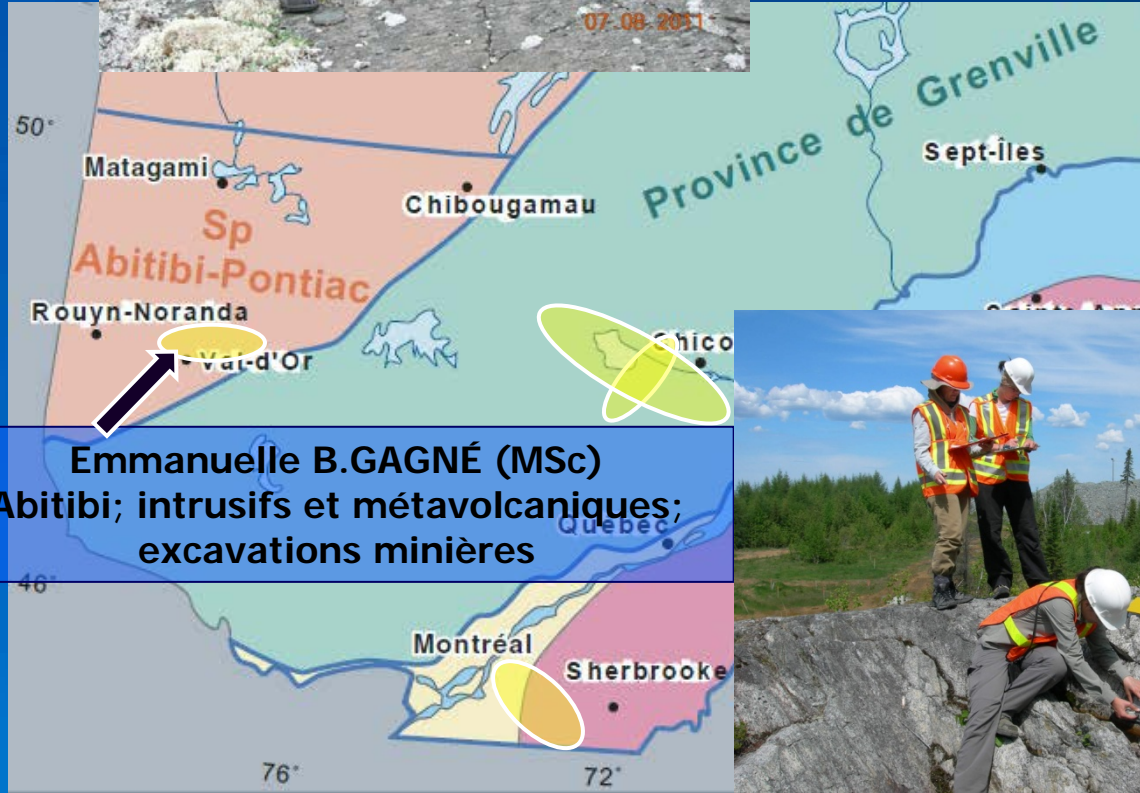 07-08-2011
Province de Grenville
50°
Sept-Îles
Matagami
Chibougamau
Sp
Abitibi-Pontiac
Rouyn-Noranda
Val-d'Or
Emmanuelle B.GAGNÉ (MSc)
Abitibi; intrusifs et métavolcaniques;
excavations minières
Québec
46°
Montréal
Sherbrooke
76°
72°